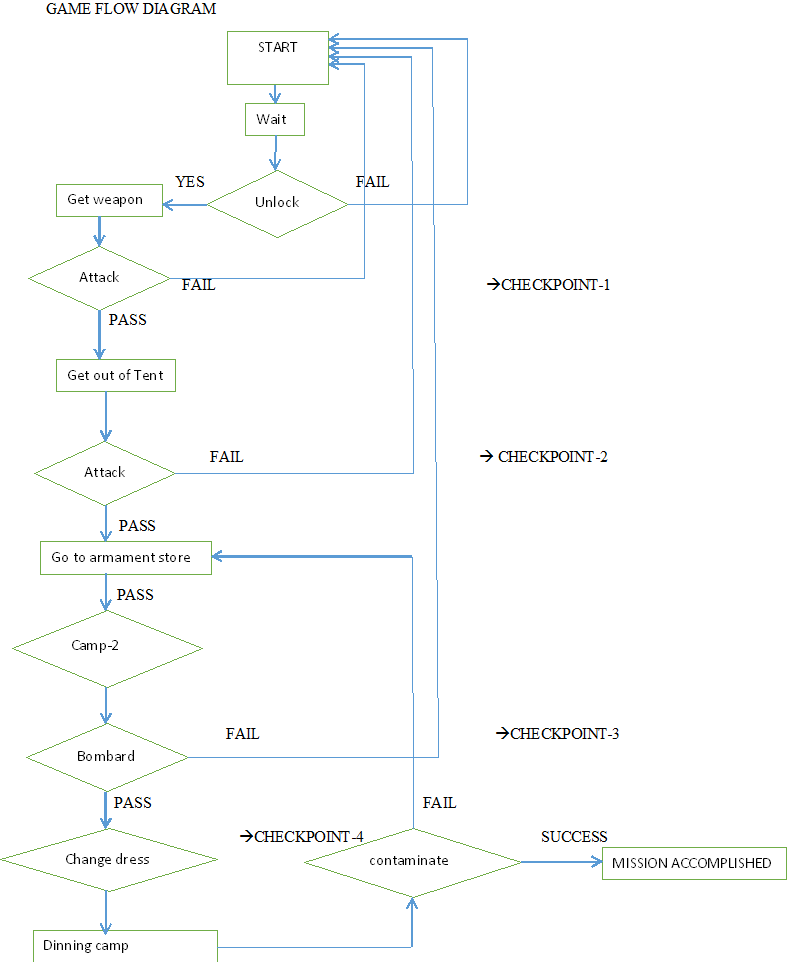 GAME FLOW DIAGRAM
START
Wait
YES
FAIL
Get weapon
Unlock
Attack
FAIL
→CHECKPOINT-1
PASS
Get out of Tent
FAIL
→ CHECKPOINT-2
Attack
PASS
Go to armament store
PASS
Camp-2
FAIL
→CHECKPOINT-3
Bombard
PASS
FAIL
→CHECKPOINT-4
SUCCESS
Change dress
contaminate
MISSION ACCOMPLISHED
Dinning camp